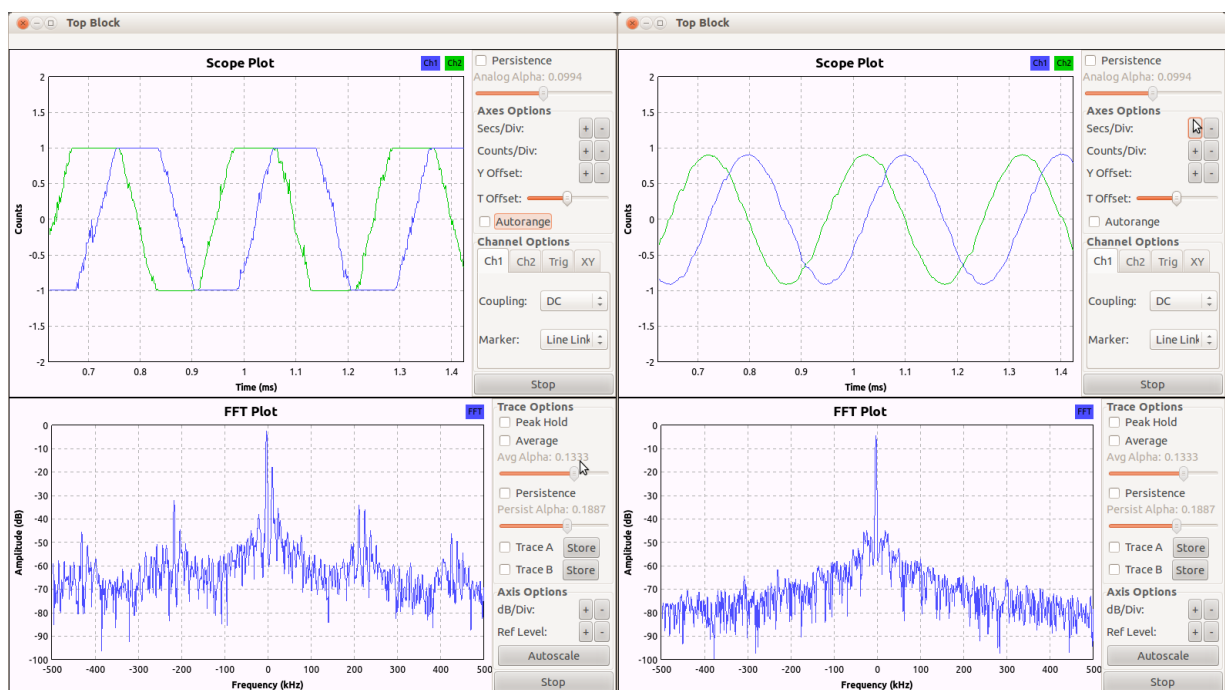 Top Block
Scope Plot
Ch1 Ch2
2
1.5
1
0.5
0
-0.5
-1
-1.5
-2
Counts
0.7 0.8 0.9 1 1.1 1.2 1.3 1.4
Time (ms)
Persistence
Analog Alpha: 0.0994
Axes Options
Secs/Div: + -
Counts/Div: + -
Y Offset: + -
T Offset:
Autorange
Channel Options
Ch1 Ch2 Trig XY
Coupling: DC
Marker: Line Link
Stop
FFT Plot
FFT
0
-10
-20
-30
-40
-50
-60
-70
-80
-90
-100
Amplitude (dB)
-500 -400 -300 -200 -100 0 100 200 300 400 500
Frequency (kHz)
Trace Options
Peak Hold
Average
Avg Alpha: 0.1333
Persistence
Persist Alpha: 0.1887
Trace A Store
Trace B Store
Axis Options
dB/Div: + -
Ref Level: + -
Autoscale
Stop
Top Block
Scope Plot
Ch1 Ch2
2
1.5
1
0.5
0
-0.5
-1
-1.5
-2
Counts
0.7 0.8 0.9 1 1.1 1.2 1.3 1.4
Time (ms)
Persistence
Analog Alpha: 0.0994
Axes Options
Secs/Div: + -
Counts/Div: + -
Y Offset: + -
T Offset:
Autorange
Channel Options
Ch1 Ch2 Trig XY
Coupling: DC
Marker: Line Link
Stop
FFT Plot
FFT
0
-10
-20
-30
-40
-50
-60
-70
-80
-90
-100
Amplitude (dB)
-500 -400 -300 -200 -100 0 100 200 300 400 500
Frequency (kHz)
Trace Options
Peak Hold
Average
Avg Alpha: 0.1333
Persistence
Persist Alpha: 0.1887
Trace A Store
Trace B Store
Axis Options
dB/Div: + -
Ref Level: + -
Autoscale
Stop